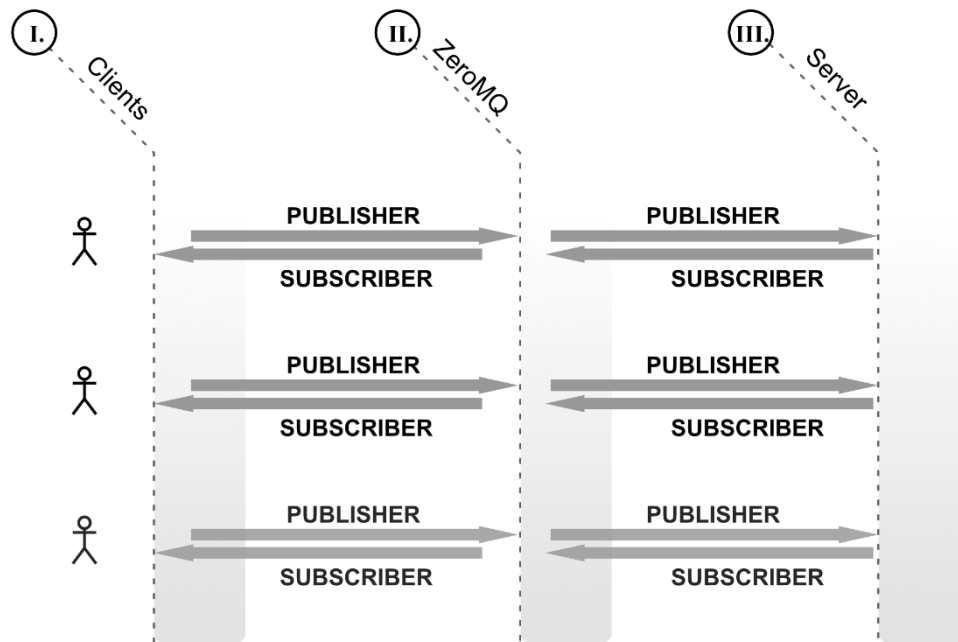 I.
Clients
II.
ZeroMQ
III.
Server
PUBLISHER
PUBLISHER
SUBSCRIBER
SUBSCRIBER
PUBLISHER
PUBLISHER
SUBSCRIBER
SUBSCRIBER
PUBLISHER
PUBLISHER
SUBSCRIBER
SUBSCRIBER